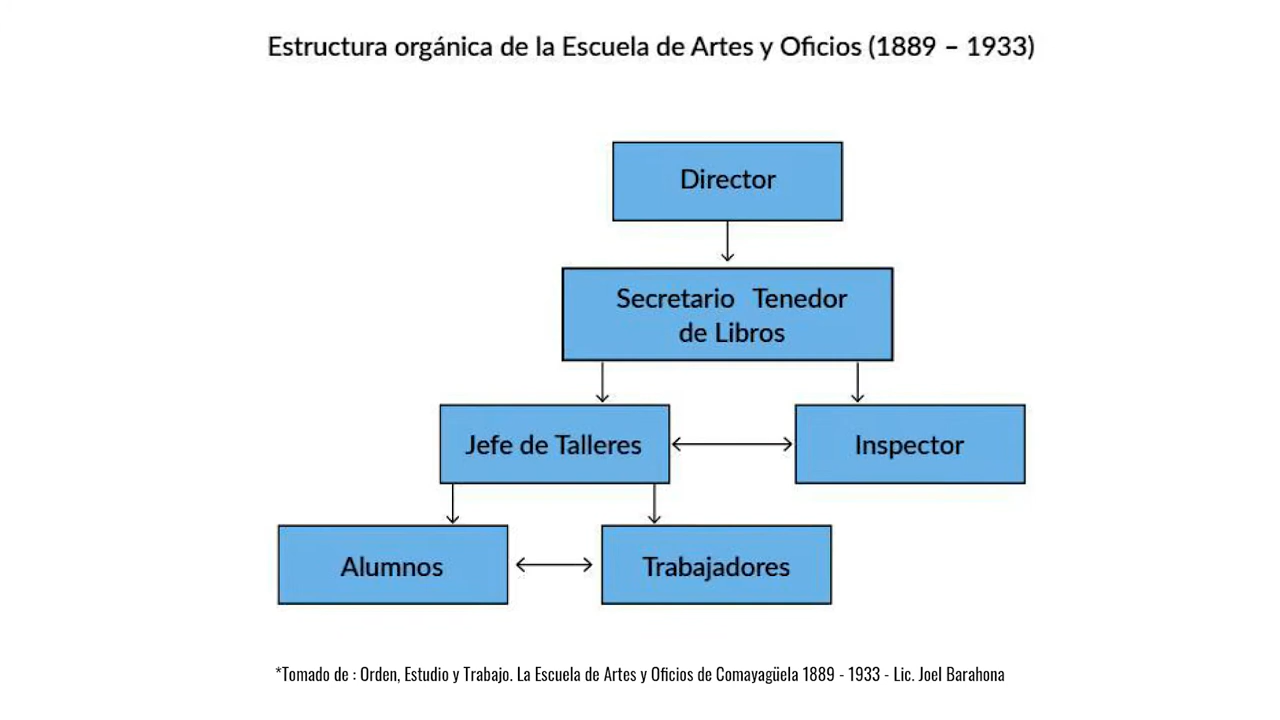 Estructura orgánica de la Escuela de Artes y Oficios (1889 – 1933)
Director
Secretario Tenedor
de Libros
Jefe de Talleres
Inspector
Alumnos
Trabajadores
*Tomado de : Orden, Estudio y Trabajo. La Escuela de Artes y Oficios de Comayagüela 1889 - 1933 - Lic. Joel Barahona